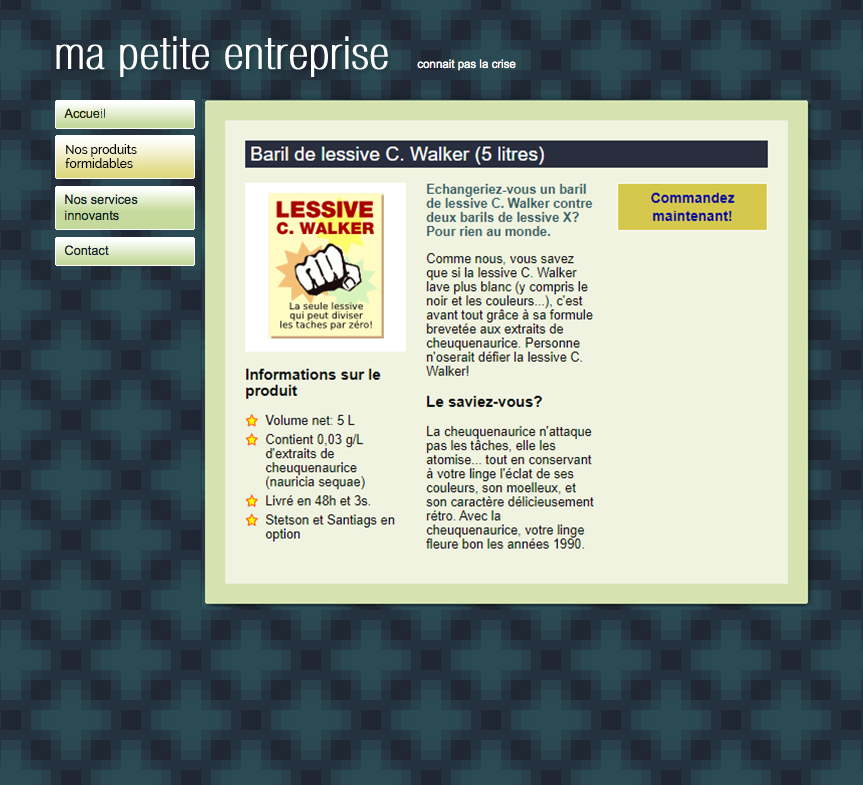 ma petite entreprise connait pas la crise
Accueil
Nos produits
formidables
Nos services
innovants
Contact
Baril de lessive C. Walker (5 litres)
LESSIVE
C. WALKER
La seule lessive
qui peut diviser
les taches par zéro!
Informations sur le
produit
Volume net: 5 L
Contient 0,03 g/L
d'extraits de
cheuquenaurice
(nauricia sequae)
Livré en 48h et 3s.
Stetson et Santiags en
option
Echangeriez-vous un baril
de lessive C. Walker contre
deux barils de lessive X?
Pour rien au monde.
Comme nous, vous savez
que si la lessive C. Walker
lave plus blanc (y compris le
noir et les couleurs...), c'est
avant tout grâce à sa formule
brevetée aux extraits de
cheuquenaurice. Personne
n'oserait défier la lessive C.
Walker!
Le saviez-vous?
La cheuquenaurice n'attaque
pas les tâches, elle les
atomise... tout en conservant
à votre linge l'éclat de ses
couleurs, son moelleux, et
son caractère délicieusement
rétro. Avec la
cheuquenaurice, votre linge
fleure bon les années 1990.
Commandez
maintenant!